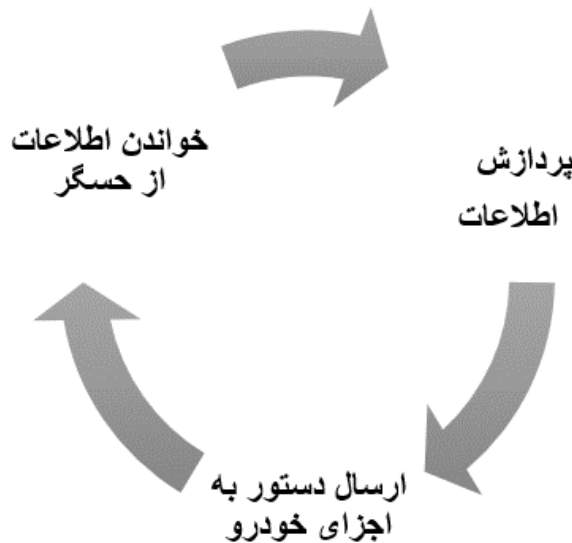 خواندن اطلاعات
از حسگر
پردازش
اطلاعات
ارسال دستور به
اجزای خودرو